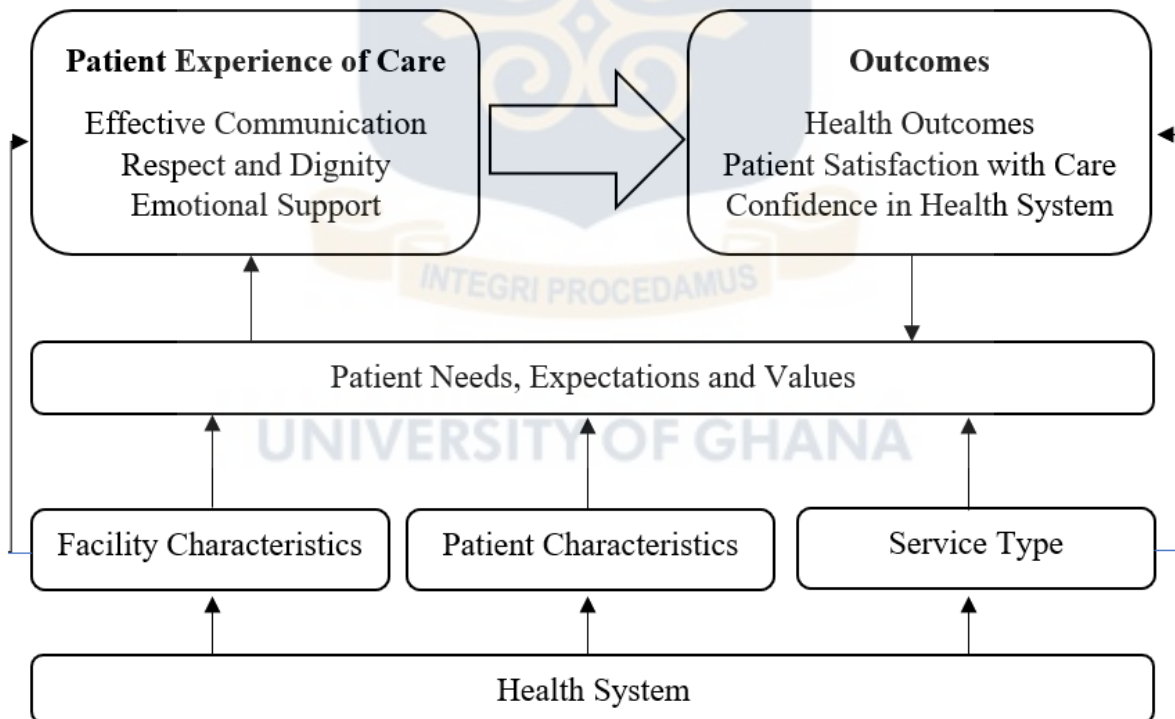 Patient Experience of Care
Effective Communication
Respect and Dignity
Emotional Support
Outcomes
Health Outcomes
Patient Satisfaction with Care
Confidence in Health System
INTEGRI PROCEDAMUS
Patient Needs, Expectations and Values
UNIVERSITY OF GHANA
Facility Characteristics
Patient Characteristics
Service Type
Health System